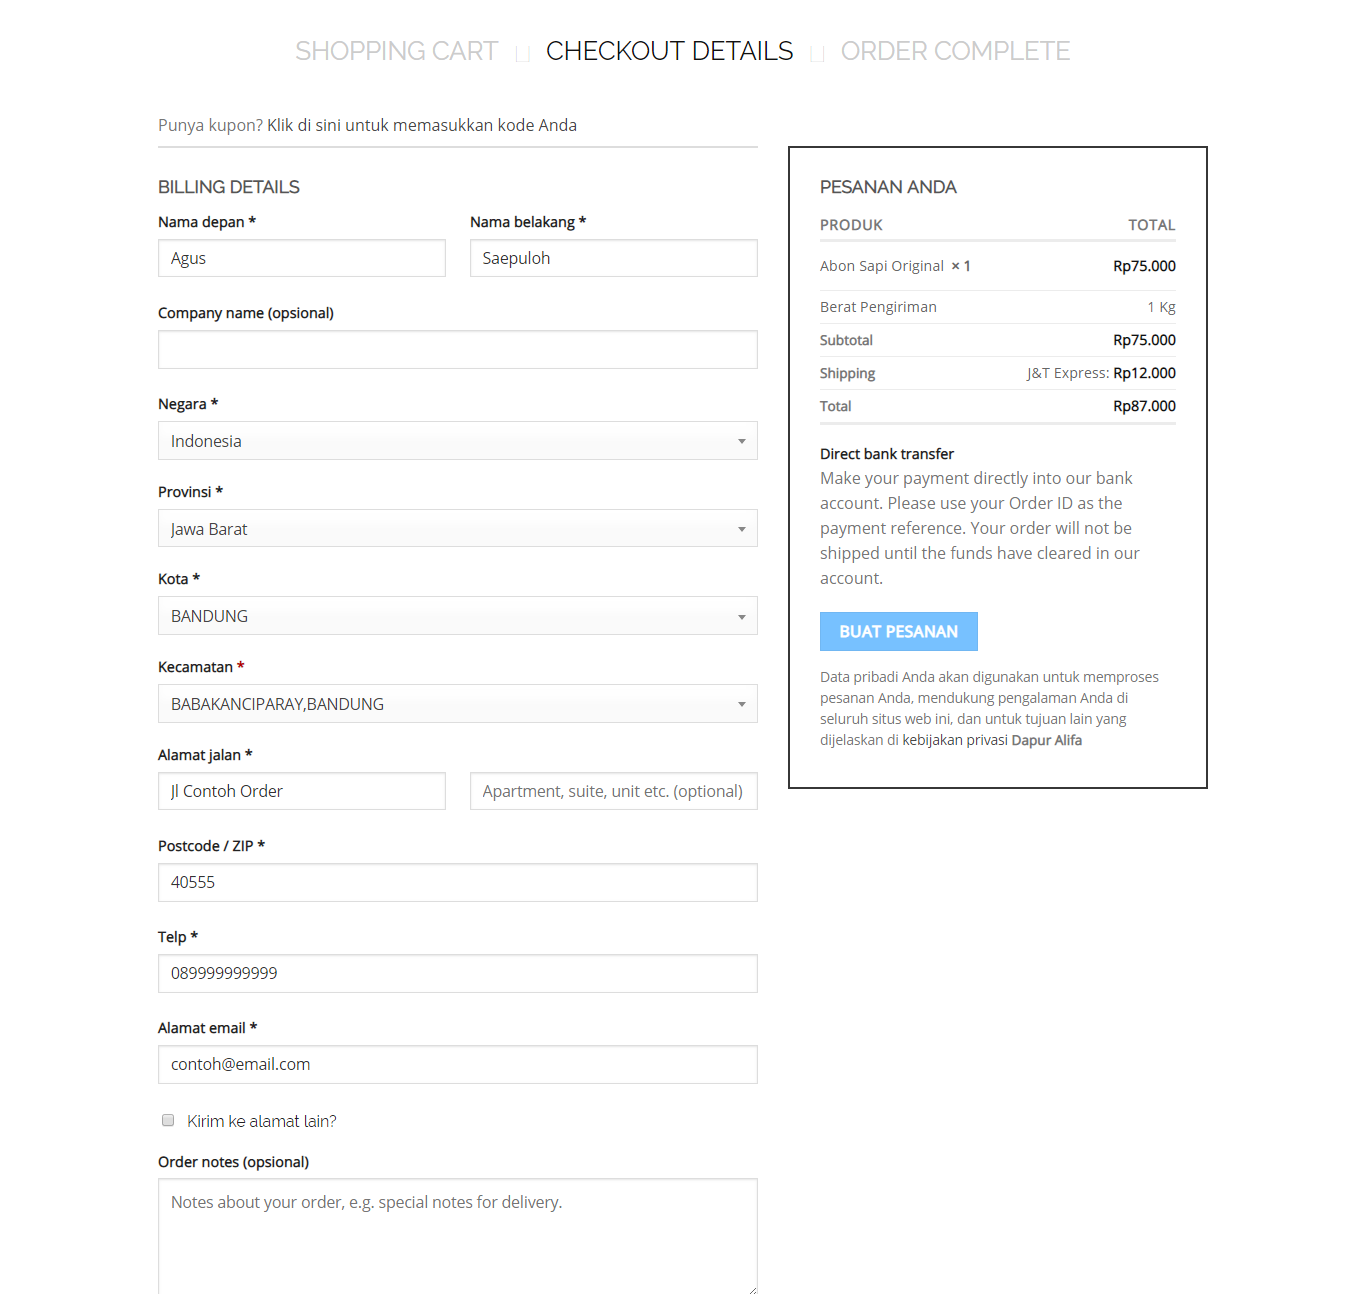 SHOPPING CART CHECKOUT DETAILS ORDER COMPLETE
Punya kupon? Klik di sini untuk memasukkan kode Anda
BILLING DETAILS
Nama depan * Nama belakang *
Agus Saepuloh
Company name (opsional)
Negara *
Indonesia
Provinsi *
Jawa Barat
Kota *
BANDUNG
Kecamatan *
BABAKANCIPARAY,BANDUNG
Alamat jalan *
Jl Contoh Order Apartment, suite, unit etc. (optional)
Postcode / ZIP *
40555
Telp *
089999999999
Alamat email *
contoh@email.com
Kirim ke alamat lain?
Order notes (opsional)
Notes about your order, e.g. special notes for delivery.
PESANAN ANDA
PRODUK TOTAL
Abon Sapi Original × 1 Rp75.000
Berat Pengiriman 1 Kg
Subtotal Rp75.000
Shipping J&T Express: Rp12.000
Total Rp87.000
Direct bank transfer
Make your payment directly into our bank
account. Please use your Order ID as the
payment reference. Your order will not be
shipped until the funds have cleared in our
account.
BUAT PESANAN
Data pribadi Anda akan digunakan untuk memproses
pesanan Anda, mendukung pengalaman Anda di
seluruh situs web ini, dan untuk tujuan lain yang
dijelaskan di kebijakan privasi Dapur Alifa